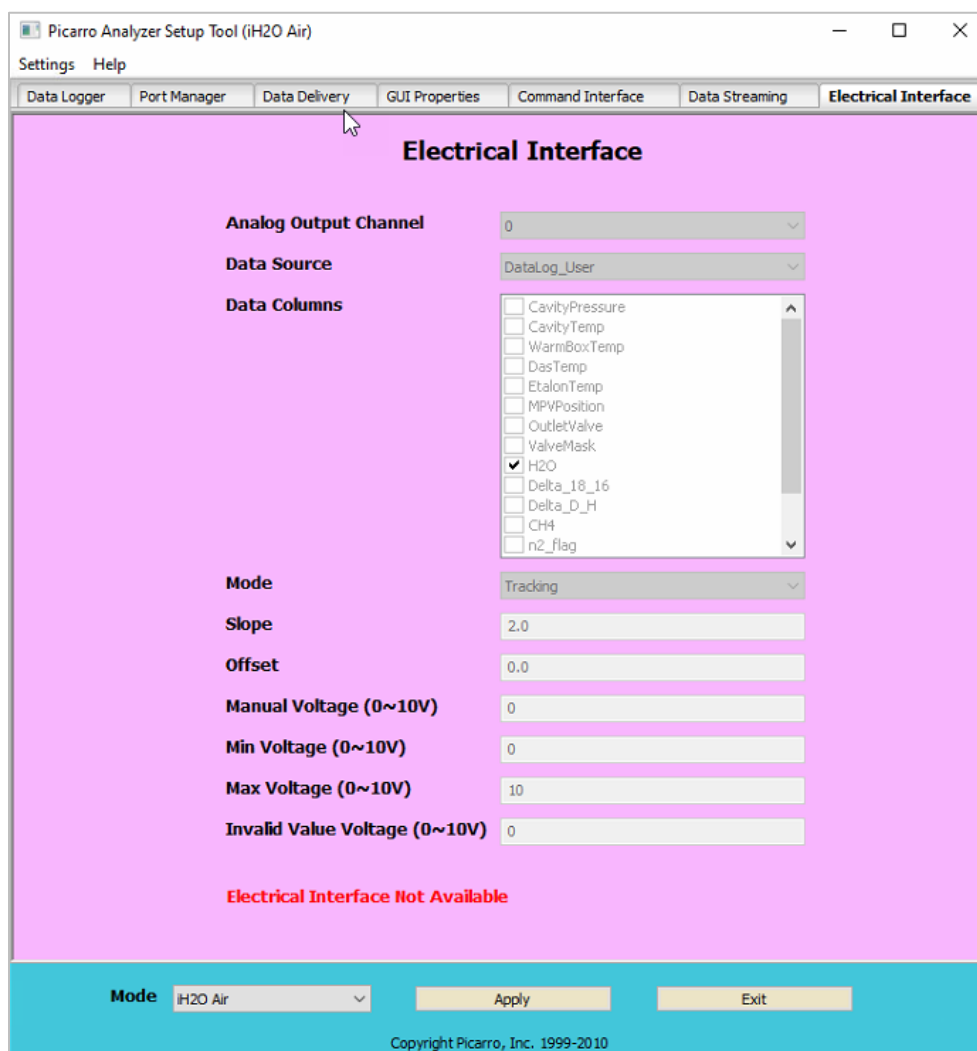 Picarro Analyzer Setup Tool (iH2O Air)
Settings Help
Data Logger Port Manager Data Delivery GUI Properties Command Interface Data Streaming Electrical Interface
Electrical Interface
Analog Output Channel 0
Data Source DataLog_User
Data Columns CavityPressure
CavityTemp
WarmBoxTemp
DasTemp
EtalonTemp
MPVPosition
OutletValve
ValveMask
H2O
Delta_18_16
Delta_D_H
CH4
n2_flag
Mode Tracking
Slope 2.0
Offset 0.0
Manual Voltage (0~10V) 0
Min Voltage (0~10V) 0
Max Voltage (0~10V) 10
Invalid Value Voltage (0~10V) 0
Electrical Interface Not Available
Mode iH2O Air Apply Exit
Copyright Picarro, Inc. 1999-2010